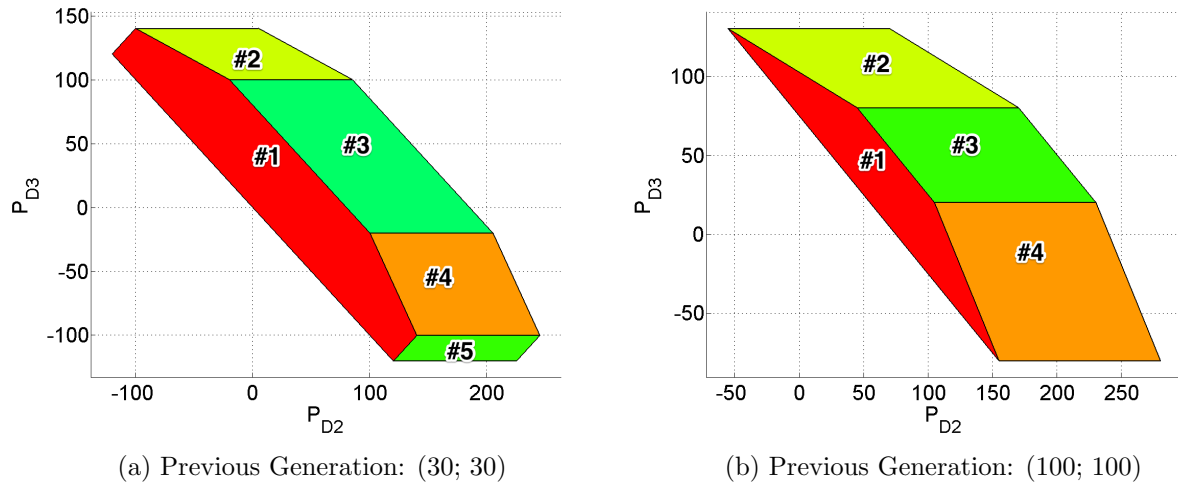 150
100
50
0
-50
-100
P_D3
#2
#1
#3
#4
#5
-100 0 100 200
P_D2
(a) Previous Generation: (30; 30)
100
50
0
-50
P_D3
#2
#3
#1
#4
-50 0 50 100 150 200 250
P_D2
(b) Previous Generation: (100; 100)